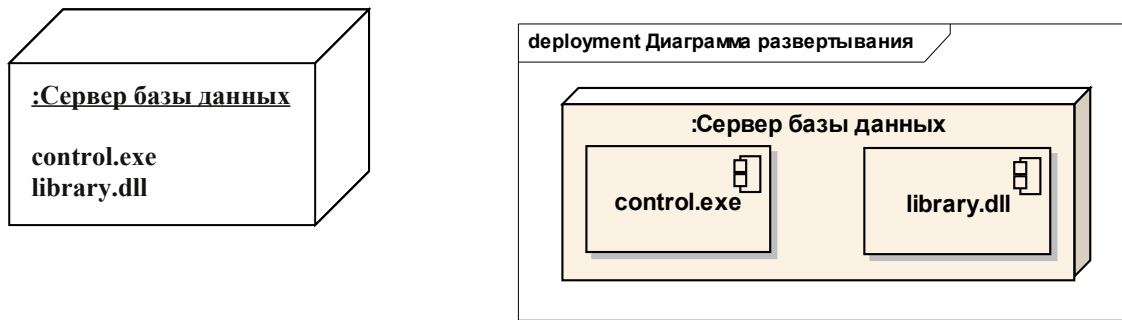 :Сервер базы данных
control.exe
library.dll
deployment Диаграмма развертывания
:Сервер базы данных
control.exe
library.dll